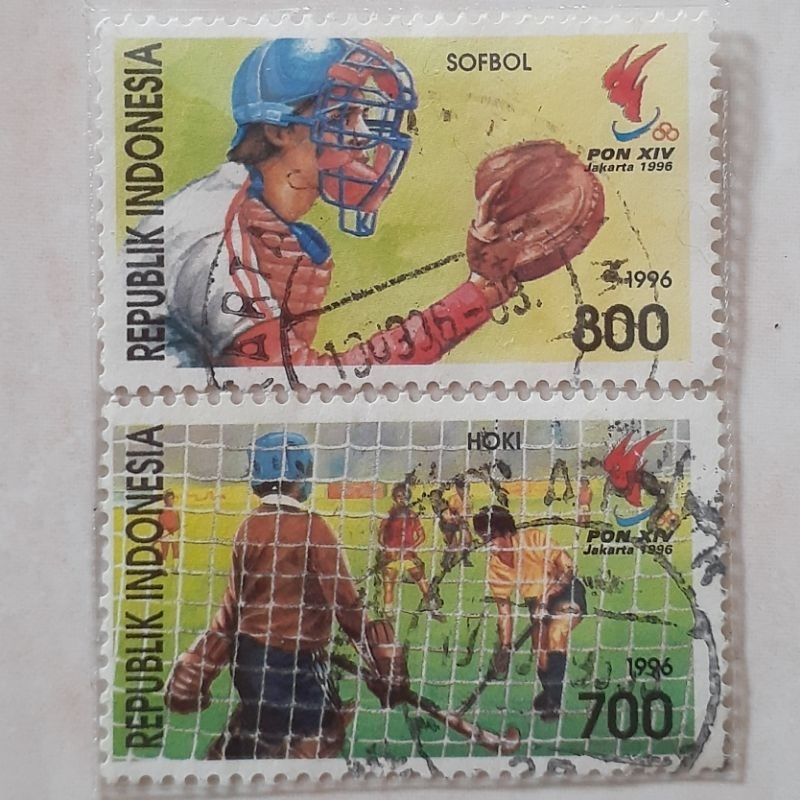 REPUBLIK INDONESIA
SOFBOL
PON XIV
Jakarta 1996
1996
800
REPUBLIK INDONESIA
HOKI
PON XIV
Jakarta 1996
1996
700